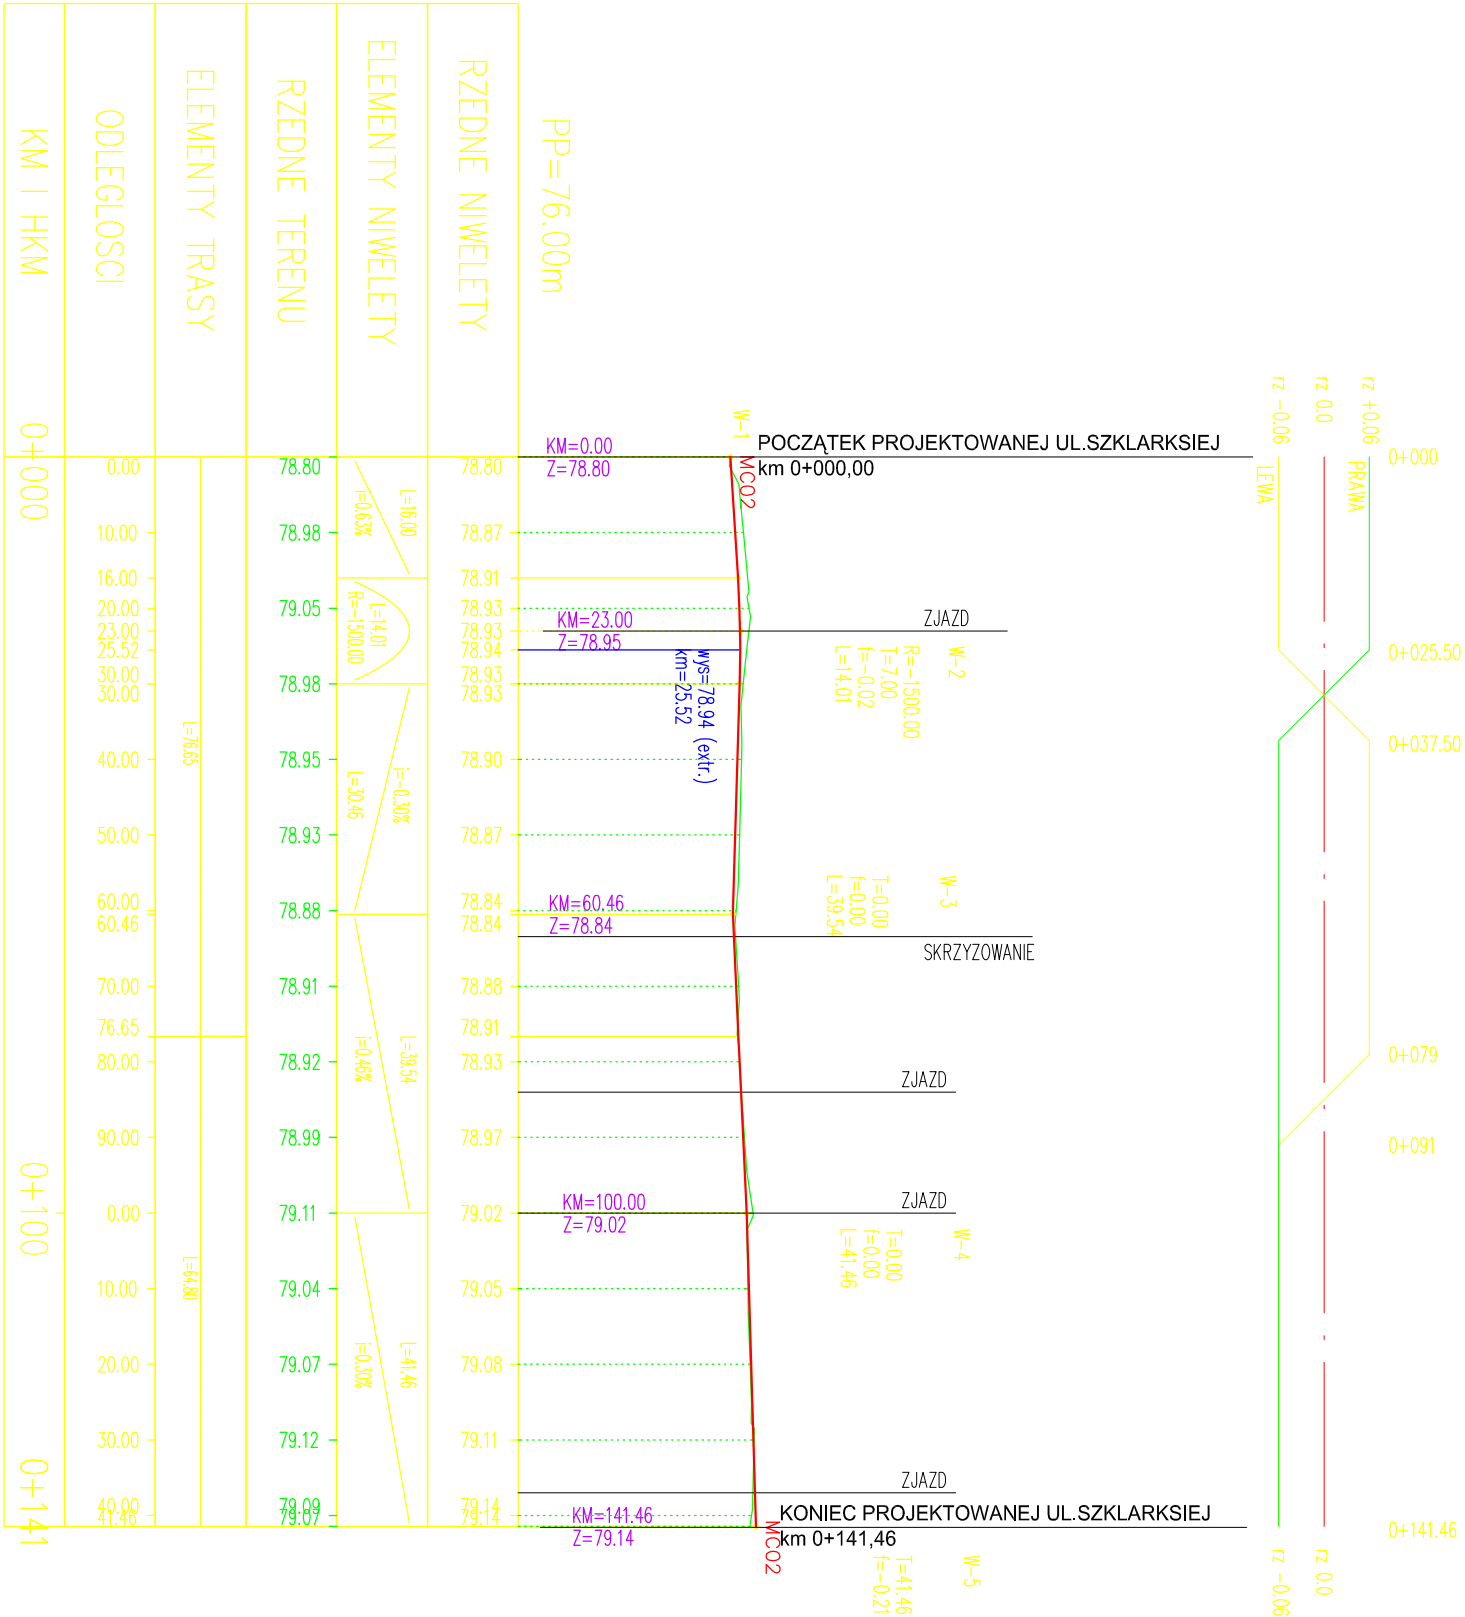 PP=76.00m
RZEDNE NIWELETY
ELEMENTY NIWELETY
RZEDNE TERENU
ELEMENTY TRASY
ODLEGLOSCI
KM I HKM
0+000
0+100
0+141
0.00
10.00
16.00
20.00
23.00
25.52
30.00
30.00
40.00
50.00
60.00
60.46
70.00
76.65
80.00
90.00
0.00
10.00
20.00
30.00
40.00
41.46
L=76.65
L=64.80
78.80
78.98
79.05
78.98
78.95
78.93
78.88
78.91
78.92
78.99
79.11
79.04
79.07
79.12
79.09
79.07
L=16.00
i=0.63%
L=14.01
R=-1500.00
i=-0.30%
L=30.46
L=39.54
i=0.46%
L=41.46
i=0.30%
78.80
78.87
78.91
78.93
78.93
78.94
78.93
78.93
78.90
78.87
78.84
78.84
78.88
78.91
78.93
78.97
79.02
79.05
79.08
79.11
79.14
79.14
KM=0.00
Z=78.80
KM=23.00
Z=78.95
KM=60.46
Z=78.84
KM=100.00
Z=79.02
KM=141.46
Z=79.14
W-1
MC02
POCZĄTEK PROJEKTOWANEJ UL.SZKLARKSIEJ
km 0+000,00
ZJAZD
wys=78.94 (extr.)
km=25.52
W-2
R=-1500.00
T=7.00
f=-0.02
L=14.01
W-3
T=0.00
f=0.00
L=39.54
SKRZYZOWANIE
ZJAZD
ZJAZD
W-4
T=0.00
f=0.00
L=41.46
ZJAZD
KONIEC PROJEKTOWANEJ UL.SZKLARKSIEJ
km 0+141,46
MC02
W-5
T=41.46
f=-0.21
rz +0.06
rz 0.0
rz -0.06
PRAWA
LEWA
0+000
0+025.50
0+037.50
0+079
0+091
0+141.46
rz 0.0
rz -0.06